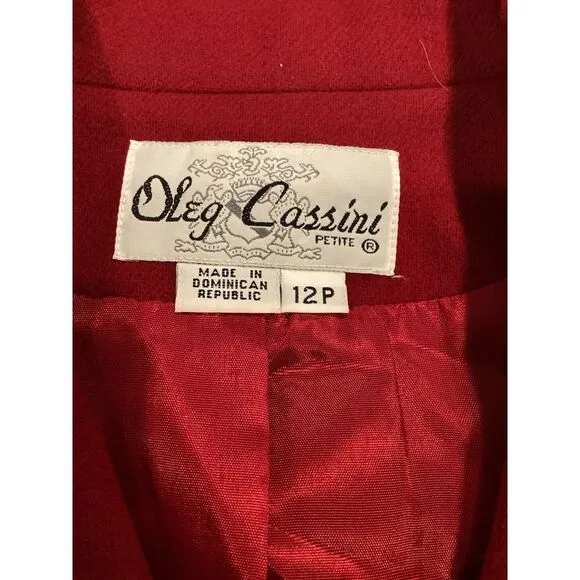 Oleg Cassini
PETITE ®
MADE IN
DOMINICAN
REPUBLIC
12P